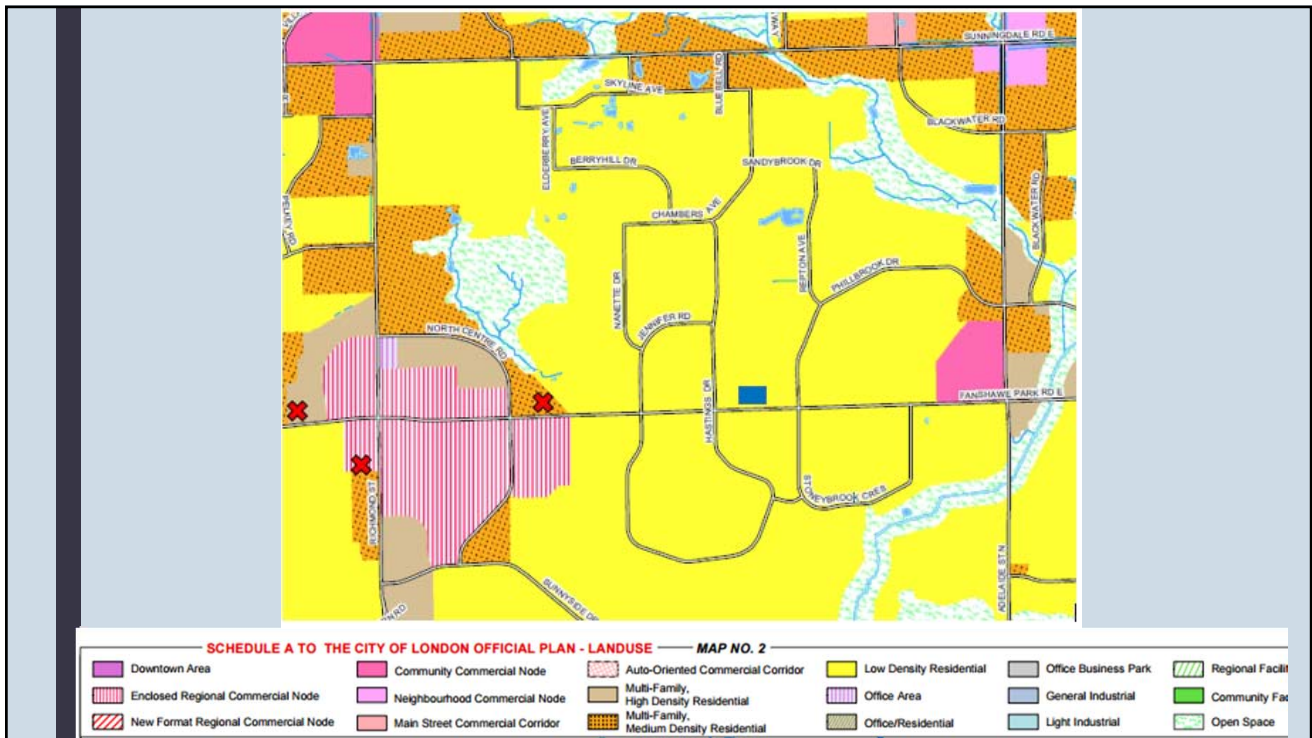 SUNNINGDALE RD E
SKYLINE AVE
BLUEBELL RD
ELDERBERRY AVE
BLACKWATER RD
BERRYHILL DR
SANDYBROOK DR
PELKEY RD
CHAMBERS AVE
BLACKWATER RD
REPTON AVE
PHILLBROOK DR
NANETTE DR
JENNIFER RD
NORTH CENTRE RD
HASTINGS DR
FANSHAWE PARK RD E
RICHMOND ST
STONEYBROOK CRES
ADELAIDE ST N
SUNNYSIDE DR
SCHEDULE A TO THE CITY OF LONDON OFFICIAL PLAN - LANDUSE MAP NO. 2
Downtown Area
Enclosed Regional Commercial Node
New Format Regional Commercial Node
Community Commercial Node
Neighbourhood Commercial Node
Main Street Commercial Corridor
Auto-Oriented Commercial Corridor
Multi-Family,
High Density Residential
Multi-Family,
Medium Density Residential
Low Density Residential
Office Area
Office/Residential
Office Business Park
General Industrial
Light Industrial
Regional Facili
Community Fac
Open Space